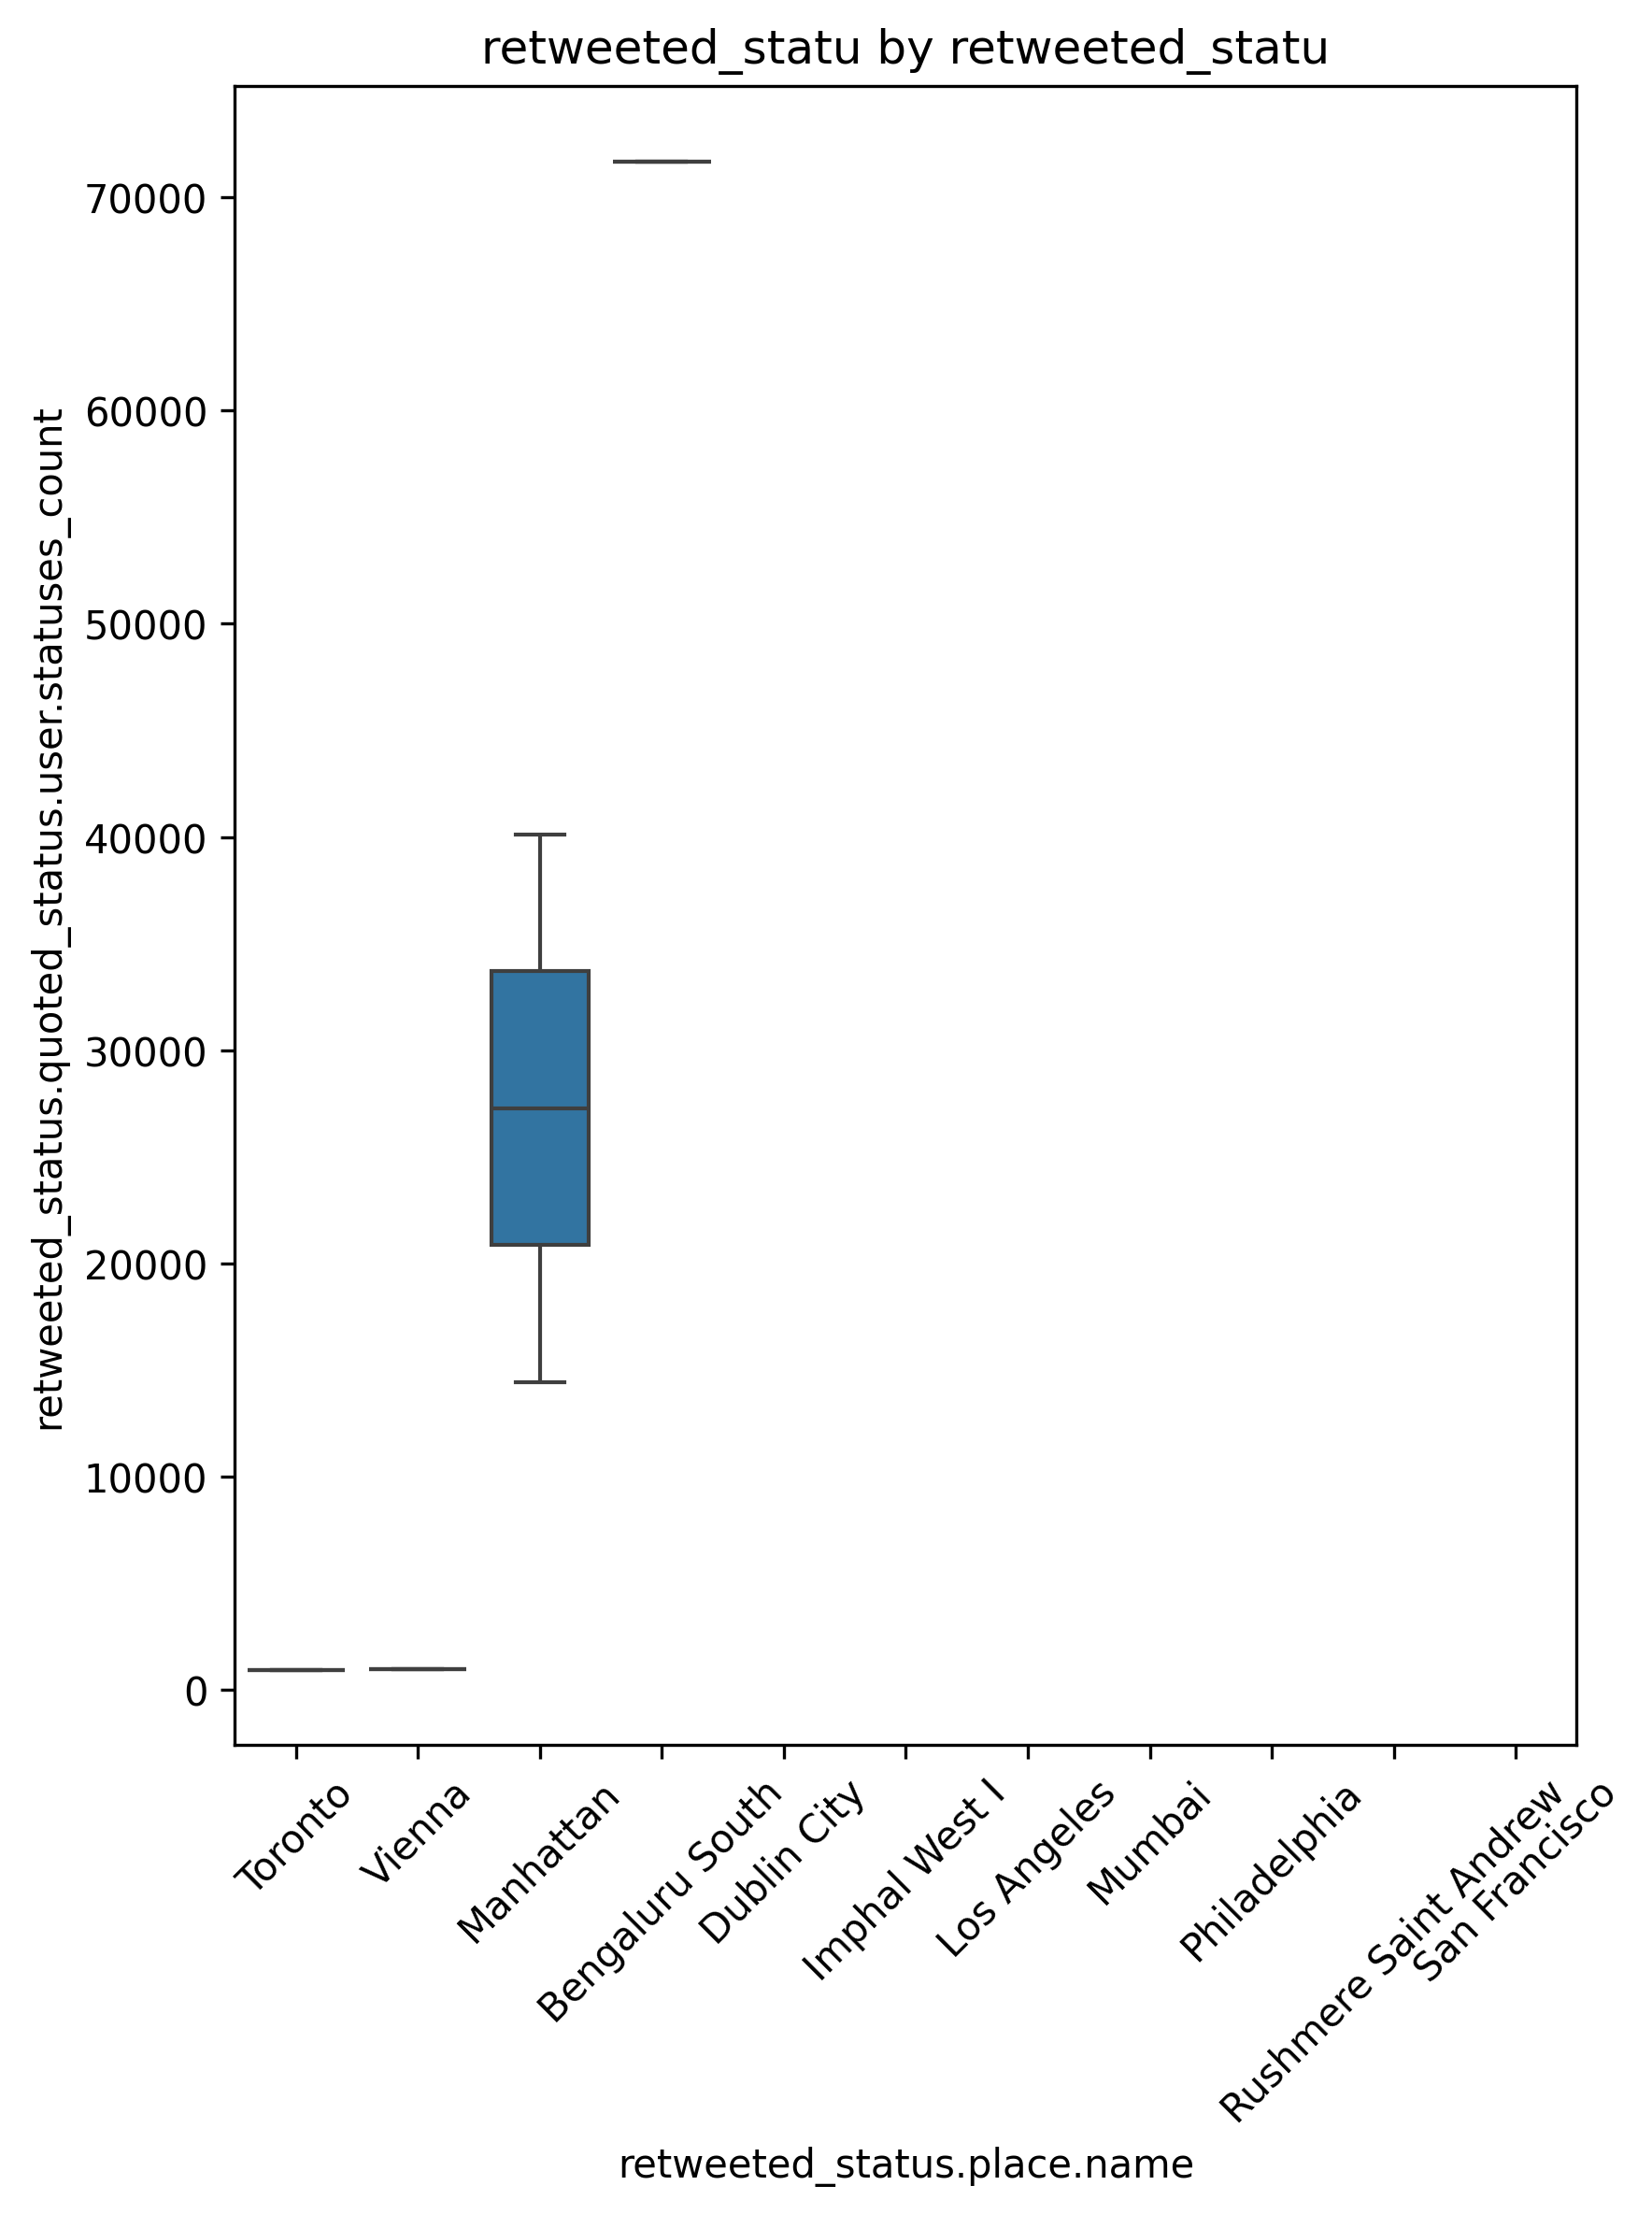 retweeted_statu by retweeted_statu
retweeted_status.quoted_status.user.statuses_count
70000
60000
50000
40000
30000
20000
10000
0
Toronto
Vienna
Manhattan
Bengaluru South
Dublin City
Imphal West I
Los Angeles
Mumbai
Philadelphia
Rushmere Saint Andrew
San Francisco
retweeted_status.place.name